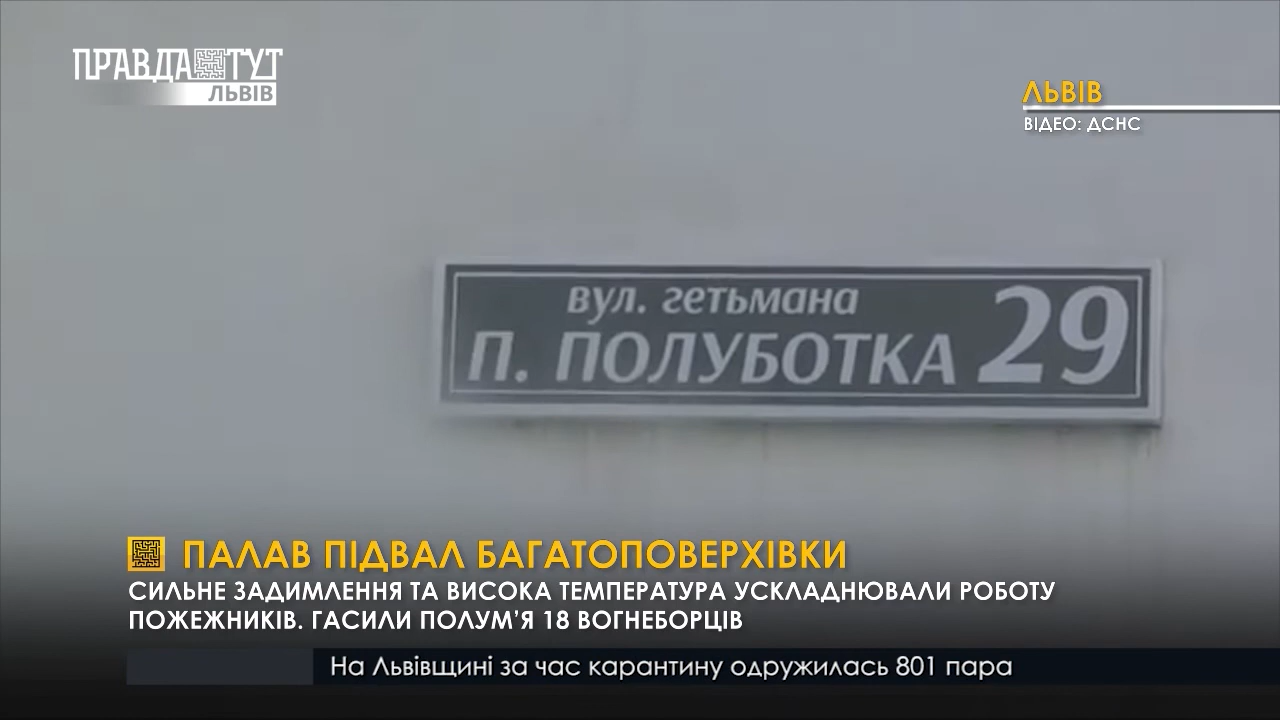 ПРАВДА ТУТ
ЛЬВІВ
ЛЬВІВ
ВІДЕО: ДСНС
вул. гетьмана
П. ПОЛУБОТКА 29
ПАЛАВ ПІДВАЛ БАГАТОПОВЕРХІВКИ
СИЛЬНЕ ЗАДИМЛЕННЯ ТА ВИСОКА ТЕМПЕРАТУРА УСКЛАДНЮВАЛИ РОБОТУ
ПОЖЕЖНИКІВ. ГАСИЛИ ПОЛУМ’Я 18 ВОГНЕБОРЦІВ
На Львівщині за час карантину одружилась 801 пара